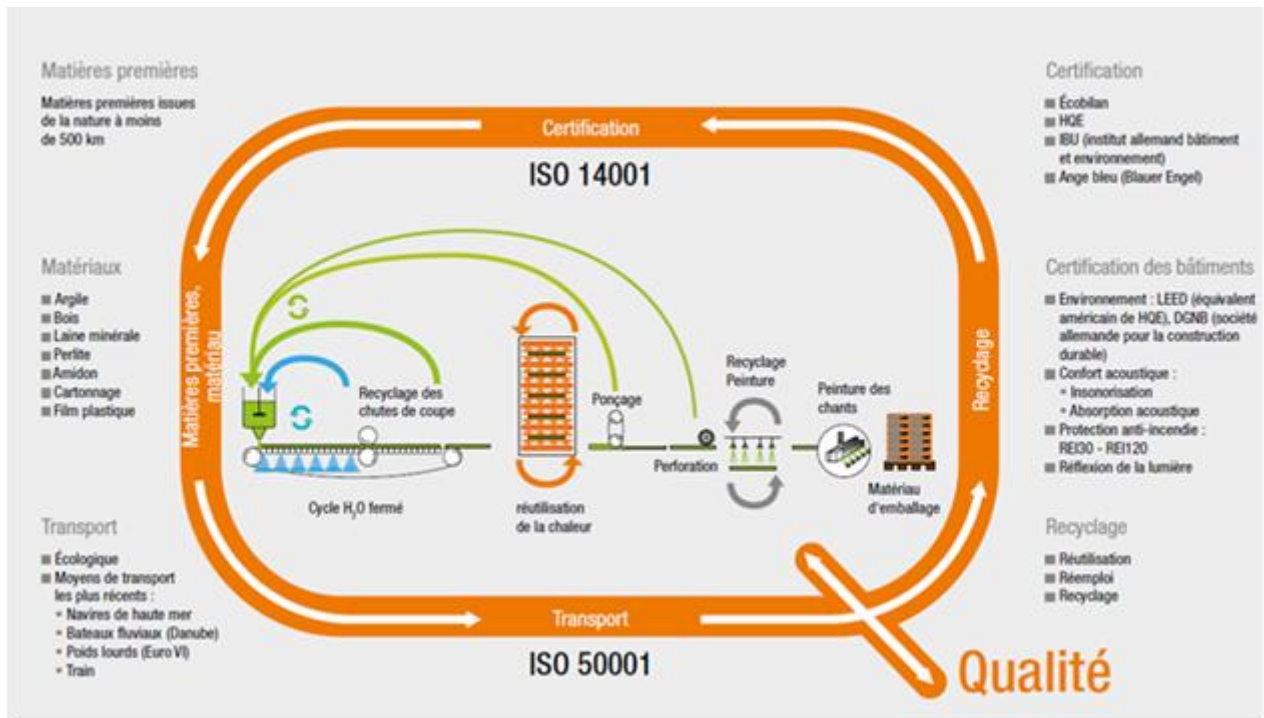 Matières premières
Matières premières issues
de la nature à moins
de 500 km
Matériaux
Argile
Bois
Laine minérale
Perlite
Amidon
Cartonnage
Film plastique
Transport
Écologique
Moyens de transport
les plus récents :
Navires de haute mer
Bateaux fluviaux (Danube)
Poids lourds (Euro VI)
Train
Certification
ISO 14001
Matières premières,
matériau
Recyclage des
chutes de coupe
Cycle H₂O fermé
réutilisation
de la chaleur
Ponçage
Perforation
Recyclage
Peinture
Peinture des
chants
Matériau
d'emballage
Recyclage
Transport
ISO 50001
Qualité
Certification
Écobilan
HQE
IBU (institut allemand bâtiment
et environnement)
Ange bleu (Blauer Engel)
Certification des bâtiments
Environnement : LEED (équivalent
américain de HQE), DGNB (société
allemande pour la construction
durable)
Confort acoustique :
Insonorisation
Absorption acoustique
Protection anti-incendie :
REI30 - REI120
Réflexion de la lumière
Recyclage
Réutilisation
Réemploi
Recyclage